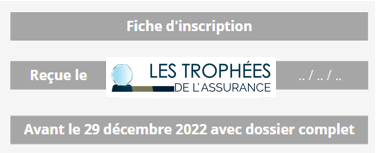 Fiche d'inscription
Reçue le
LES TROPHÉES
DE L'ASSURANCE
.. / .. / ..
Avant le 29 décembre 2022 avec dossier complet